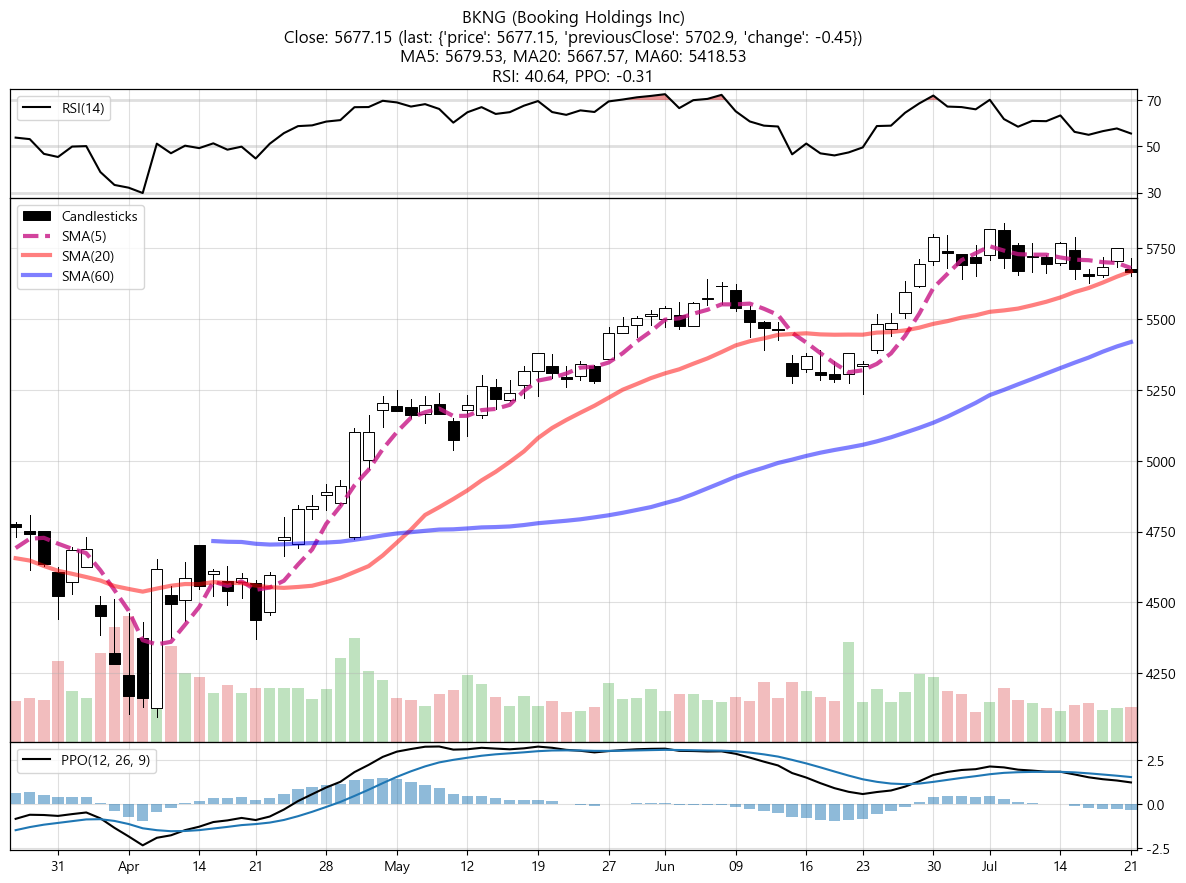 BKNG (Booking Holdings Inc)
Close: 5677.15 (last: {'price': 5677.15, 'previousClose': 5702.9, 'change': -0.45})
MA5: 5679.53, MA20: 5667.57, MA60: 5418.53
RSI: 40.64, PPO: -0.31
RSI(14)
70
50
30
Candlesticks
SMA(5)
SMA(20)
SMA(60)
5750
5500
5250
5000
4750
4500
4250
PPO(12, 26, 9)
2.5
0.0
-2.5
31 Apr 14 21 28 May 12 19 27 Jun 09 16 23 30 Jul 14 21